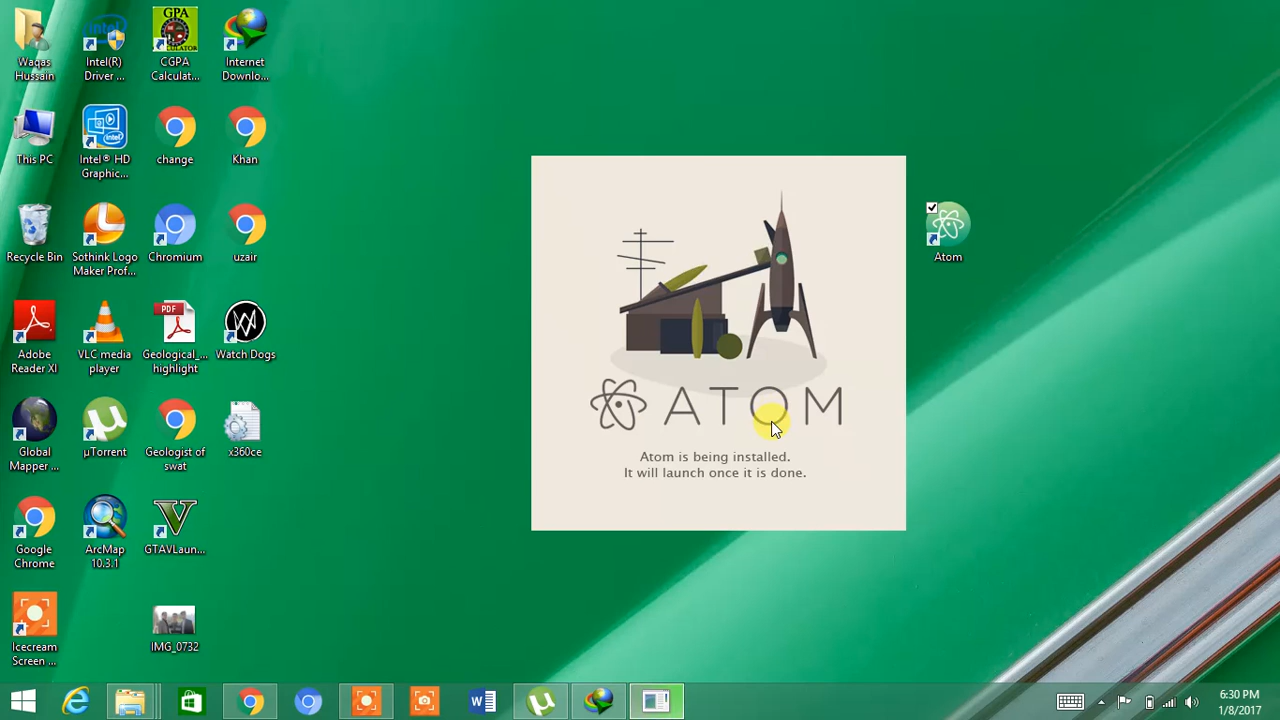 Waqas
Hussain
Intel(R)
Driver ...
GPA
CULATOR
CGPA
Calculat...
Internet
Downlo...
This PC
Intel® HD
Graphic...
change
Khan
Recycle Bin
Sothink Logo
Maker Prof...
Chromium
uzair
Adobe
Reader XI
VLC media
player
PDF
Geological_...
highlight
Watch Dogs
Global
Mapper ...
µTorrent
Geologist of
swat
x360ce
Google
Chrome
ArcMap
10.3.1
GTAVLaun...
Icecream
Screen ...
IMG_0732
ATOM
Atom is being installed.
It will launch once it is done.
Atom
6:30 PM
1/8/2017